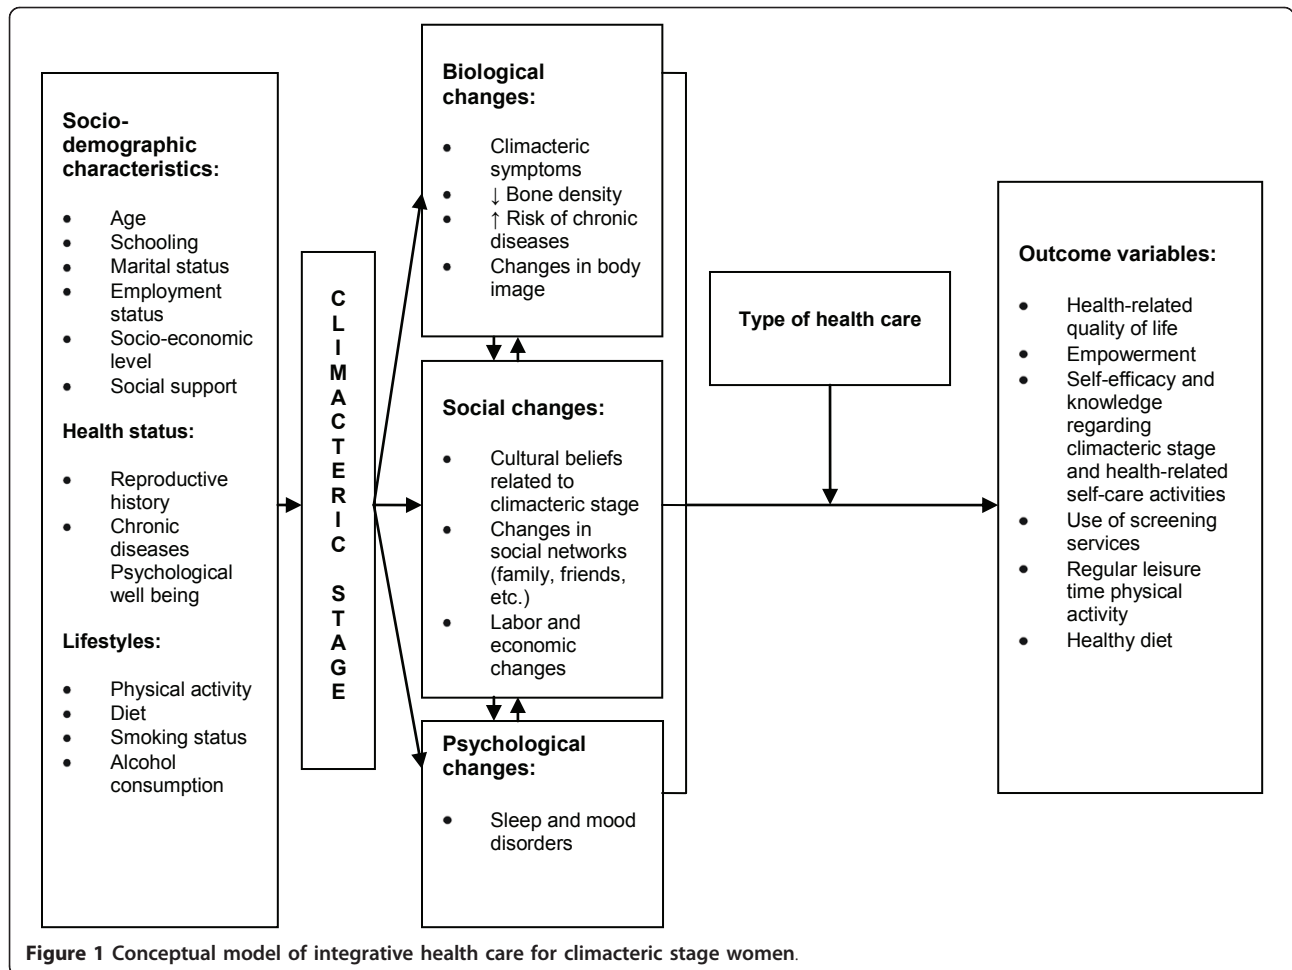 Socio-
demographic
characteristics:
• Age
• Schooling
• Marital status
• Employment
status
• Socio-economic
level
• Social support
Health status:
• Reproductive
history
• Chronic
diseases
Psychological
well being
Lifestyles:
• Physical activity
• Diet
• Smoking status
• Alcohol
consumption
C
L
I
M
A
C
T
E
R
I
C
S
T
A
G
E
Biological
changes:
• Climacteric
symptoms
• ↓ Bone density
• ↑ Risk of chronic
diseases
• Changes in body
image
Social changes:
• Cultural beliefs
related to
climacteric stage
• Changes in
social networks
(family, friends,
etc.)
• Labor and
economic
changes
Psychological
changes:
• Sleep and mood
disorders
Type of health care
Outcome variables:
• Health-related
quality of life
• Empowerment
• Self-efficacy and
knowledge
regarding
climacteric stage
and health-related
self-care activities
• Use of screening
services
• Regular leisure
time physical
activity
• Healthy diet
Figure 1 Conceptual model of integrative health care for climacteric stage women.